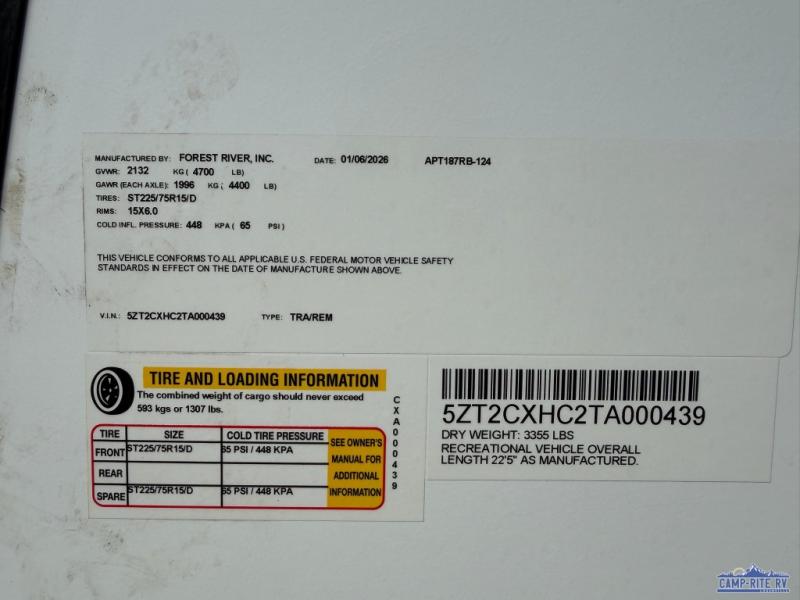 MANUFACTURED BY: FOREST RIVER, INC. DATE: 01/06/2026 APT187RB-124
GVWR: 2132 KG ( 4700 LB)
GAWR (EACH AXLE): 1996 KG ( 4400 LB)
TIRES: ST225/75R15/D
RIMS: 15X6.0
COLD INFL. PRESSURE: 448 KPA ( 65 PSI )
THIS VEHICLE CONFORMS TO ALL APPLICABLE U.S. FEDERAL MOTOR VEHICLE SAFETY
STANDARDS IN EFFECT ON THE DATE OF MANUFACTURE SHOWN ABOVE.
V.I.N.: 5ZT2CXHC2TA000439 TYPE: TRA/REM
TIRE AND LOADING INFORMATION
The combined weight of cargo should never exceed
593 kgs or 1307 lbs.
TIRE SIZE COLD TIRE PRESSURE
FRONT ST225/75R15/D 65 PSI / 448 KPA
REAR
SPARE ST225/75R15/D 65 PSI / 448 KPA
SEE OWNER'S
MANUAL FOR
ADDITIONAL
INFORMATION
CXA000439
5ZT2CXHC2TA000439
DRY WEIGHT: 3355 LBS
RECREATIONAL VEHICLE OVERALL
LENGTH 22'5" AS MANUFACTURED.
CAMP-RITE RV